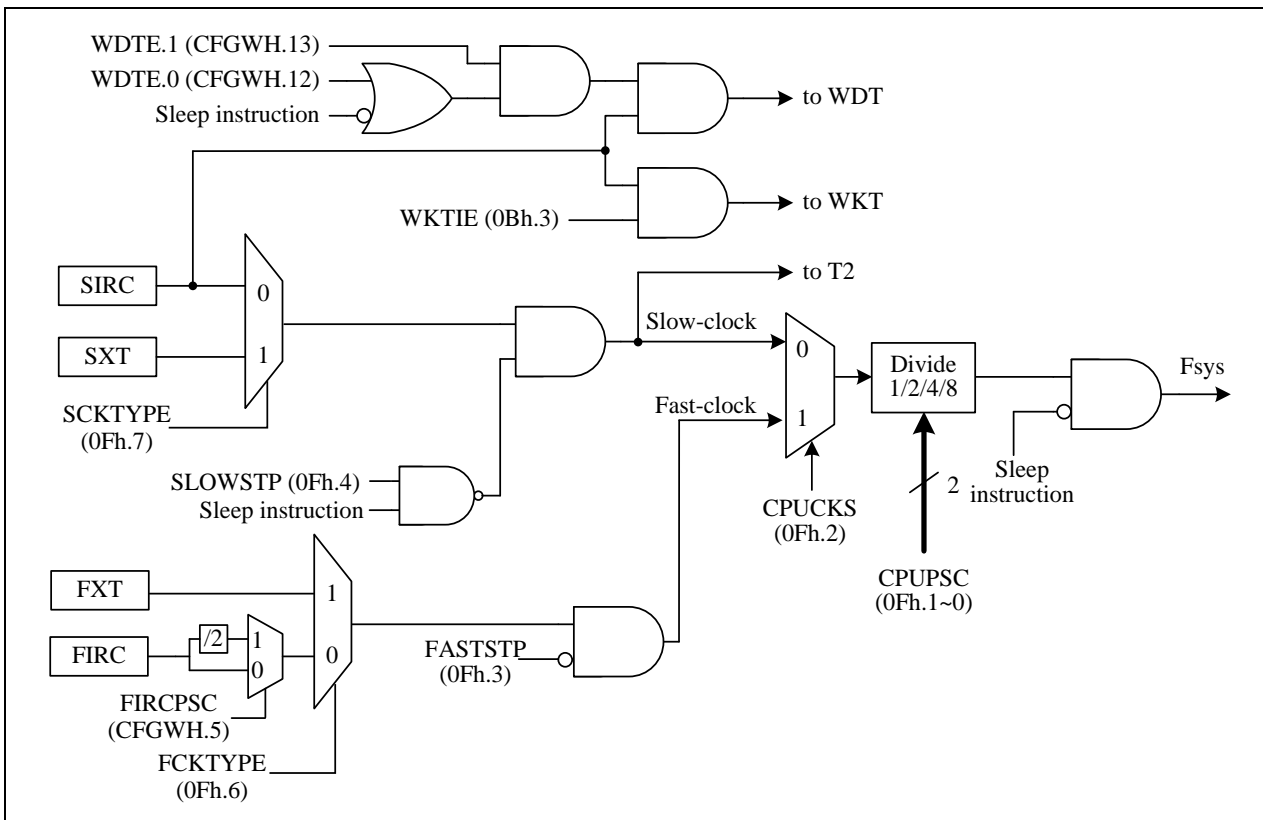 WDTE.1 (CFGWH.13)
WDTE.0 (CFGWH.12)
Sleep instruction
to WDT
WKTIE (0Bh.3)
to WKT
SIRC
0
to T2
Slow-clock
SXT
1
SCKTYPE
(0Fh.7)
0
1
Divide
1/2/4/8
Fsys
Fast-clock
SLOWSTP (0Fh.4)
Sleep instruction
CPUCKS
(0Fh.2)
2
Sleep
instruction
CPUPSC
(0Fh.1~0)
FXT
1
FIRC
/2
1
0
0
FASTSTP
(0Fh.3)
FIRCPSC
(CFGWH.5)
FCKTYPE
(0Fh.6)